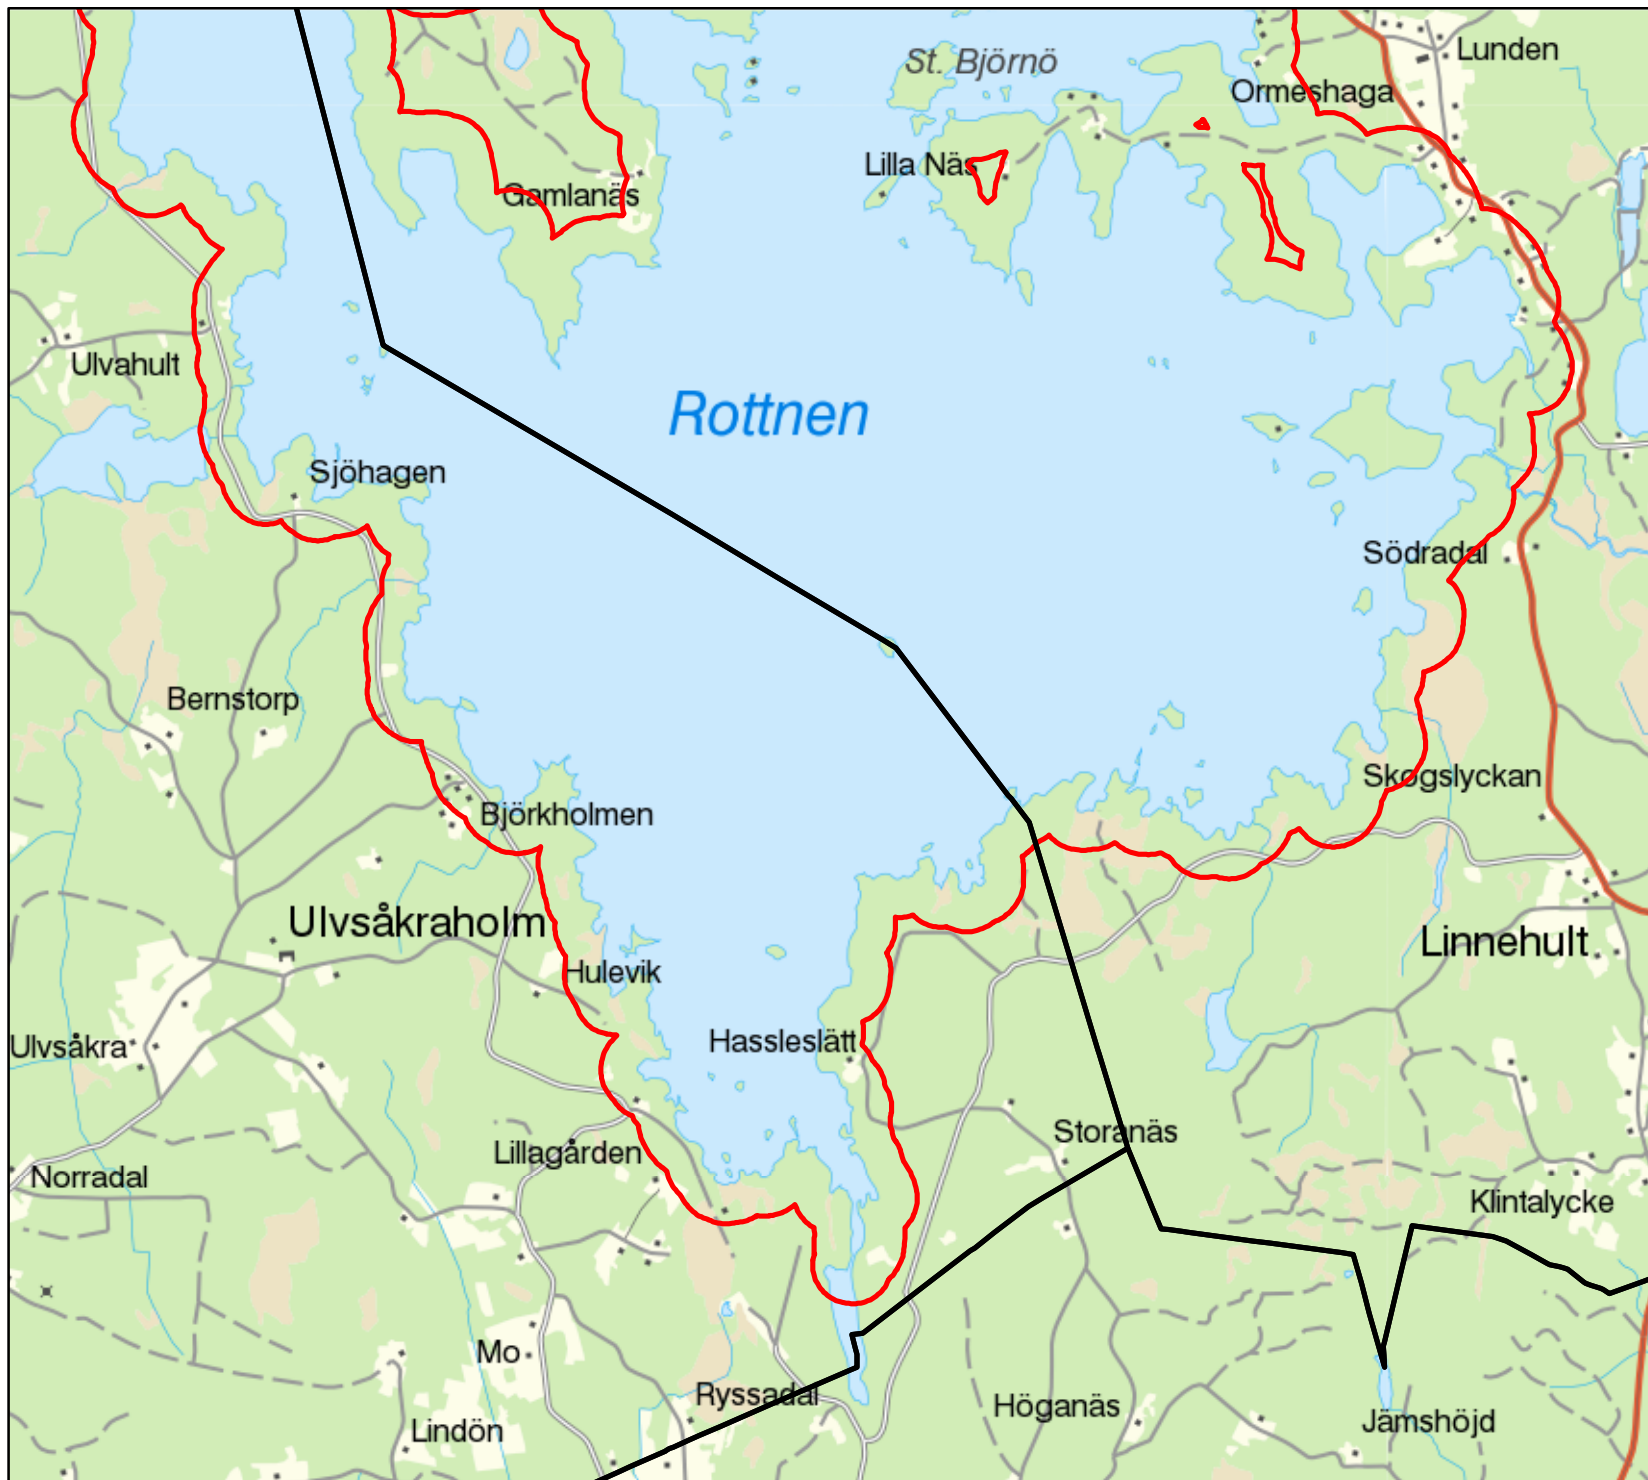 Lunden
St. Björnö
Ormeshaga
Lilla Näs
Gamlanäs
Ulvahult
Rottnen
Sjöhagen
Södradal
Bernstorp
Skogslyckan
Björkholmen
Ulvsåkraholm
Linnehult
Hulevik
Ulvsåkra
Hassleslätt
Storanäs
Lillagården
Norradal
Klintalycke
Mo
Ryssadal
Höganäs
Jämshöjd
Lindön